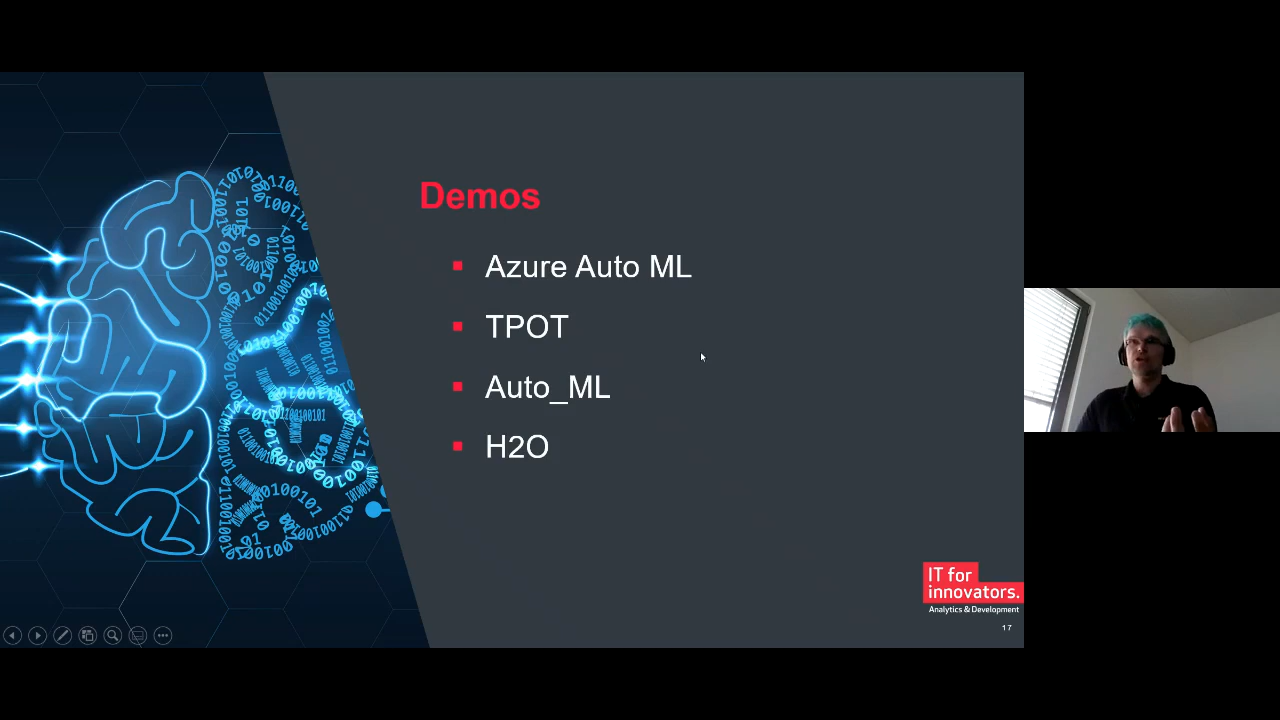 Demos
Azure Auto ML
TPOT
Auto_ML
H2O
IT for
innovators.
Analytics & Development
17